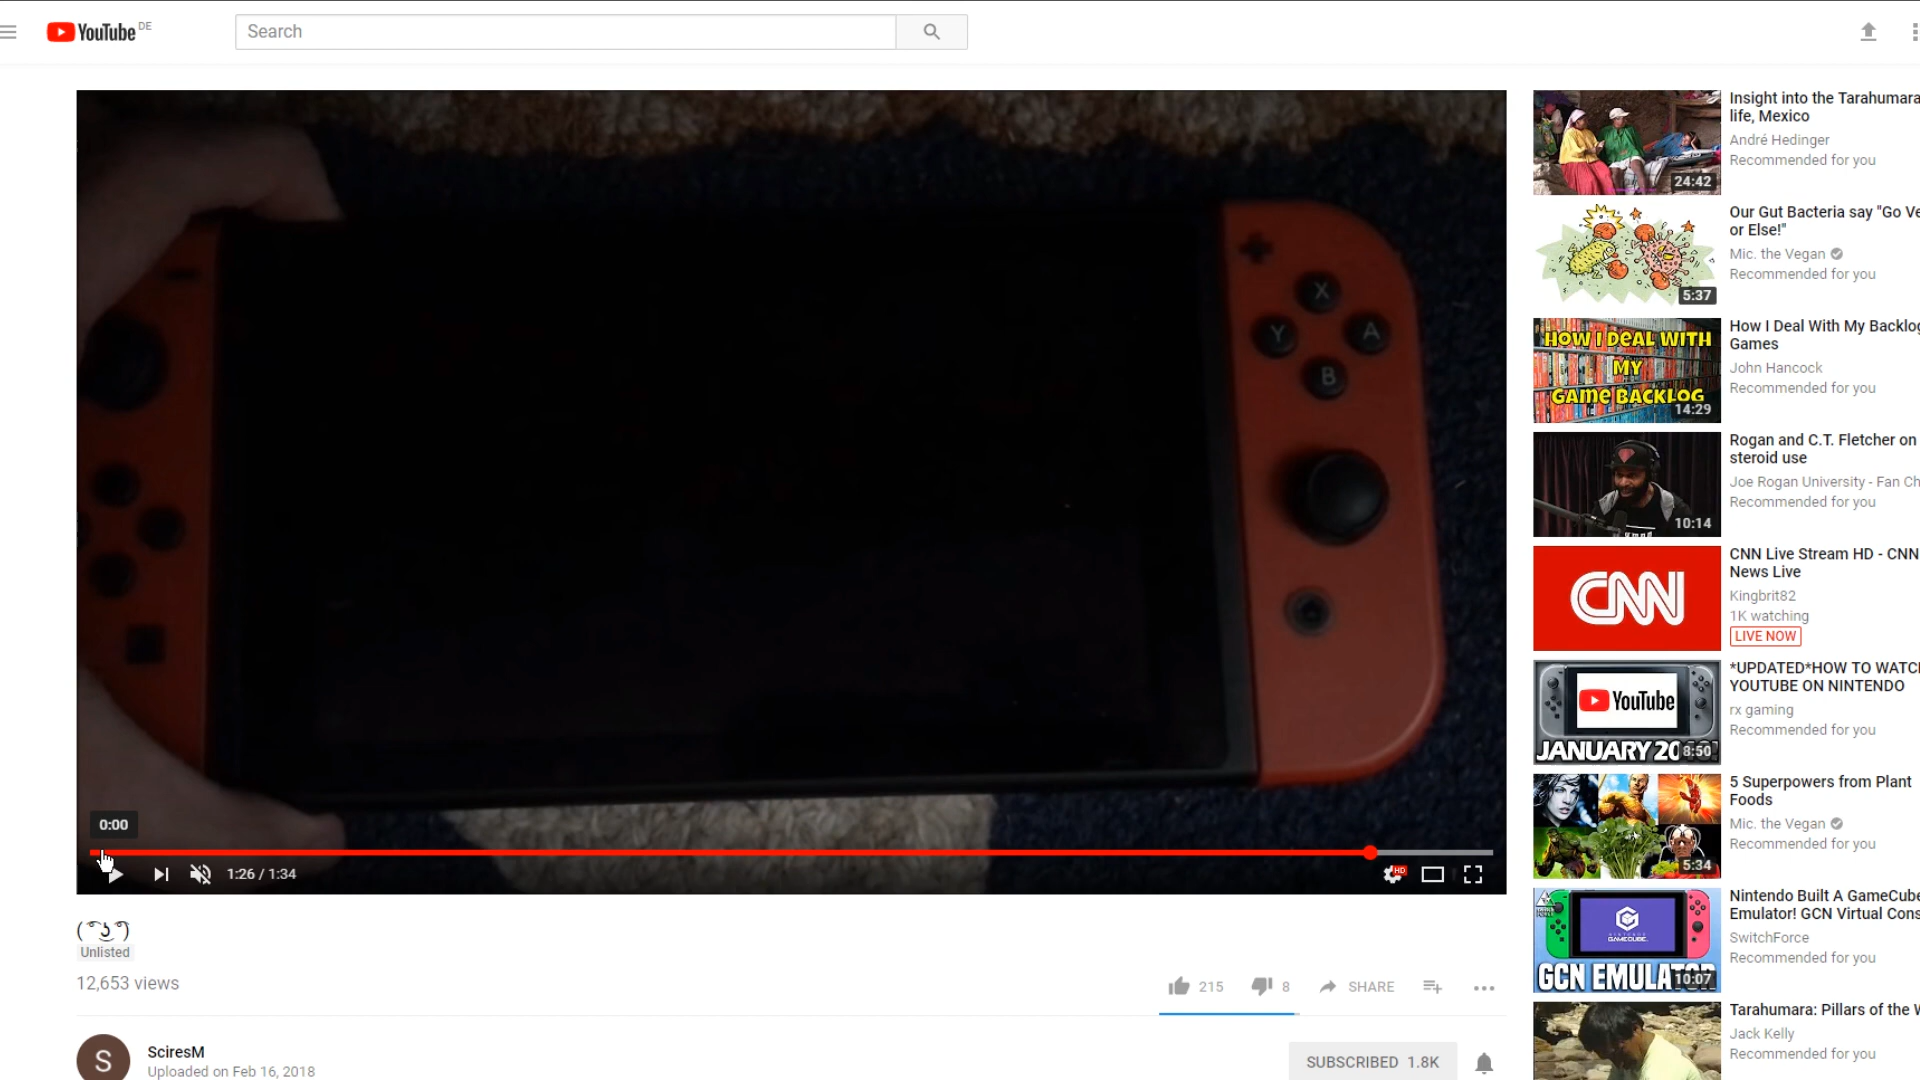 YouTube DE
Search
X
Y
A
B
0:00
1:26 / 1:34
HD
( ͡° ͜ʖ ͡°)
Unlisted
12,653 views
215
8
SHARE
S
SciresM
Uploaded on Feb 16, 2018
SUBSCRIBED 1.8K
24:42
Insight into the Tarahumara
life, Mexico
André Hedinger
Recommended for you
5:37
Our Gut Bacteria say "Go Ve
or Else!"
Mic. the Vegan
Recommended for you
HOW I DEAL WITH
MY
GAME BACKLOG
14:29
How I Deal With My Backlog
Games
John Hancock
Recommended for you
10:14
Rogan and C.T. Fletcher on
steroid use
Joe Rogan University - Fan Ch
Recommended for you
CNN
CNN Live Stream HD - CNN
News Live
Kingbrit82
1K watching
LIVE NOW
YouTube
JANUARY 20
8:50
*UPDATED*HOW TO WATC
YOUTUBE ON NINTENDO
rx gaming
Recommended for you
5:34
5 Superpowers from Plant
Foods
Mic. the Vegan
Recommended for you
GAMECUBE
GCN EMULATOR
10:07
Nintendo Built A GameCube
Emulator! GCN Virtual Cons
SwitchForce
Recommended for you
Tarahumara: Pillars of the W
Jack Kelly
Recommended for you